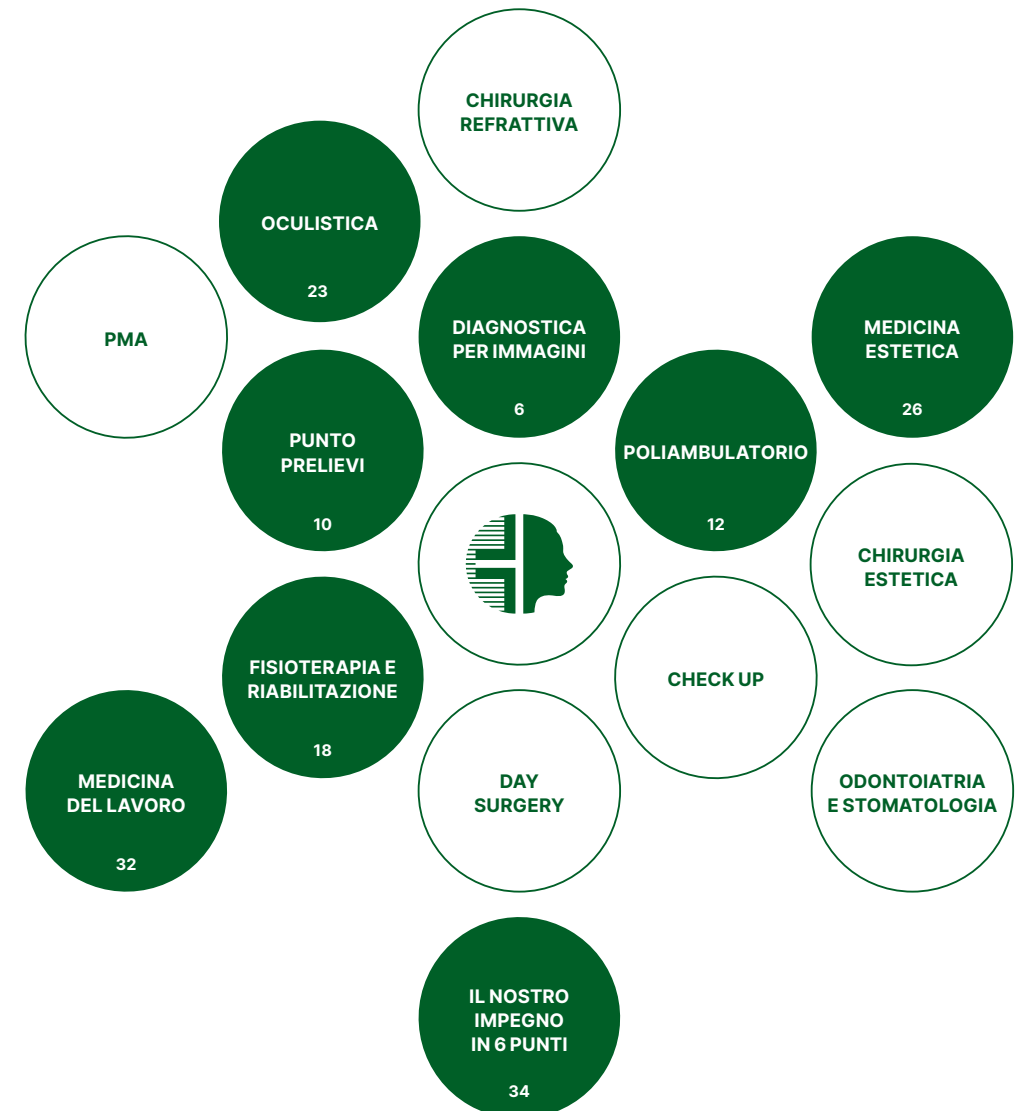 CHIRURGIA
REFRATTIVA
OCULISTICA
23
PMA
DIAGNOSTICA
PER IMMAGINI
6
MEDICINA
ESTETICA
26
PUNTO
PRELIEVI
10
POLIAMBULATORIO
12
CHIRURGIA
ESTETICA
FISIOTERAPIA E
RIABILITAZIONE
18
CHECK UP
MEDICINA
DEL LAVORO
32
DAY
SURGERY
ODONTOIATRIA
E STOMATOLOGIA
IL NOSTRO
IMPEGNO
IN 6 PUNTI
34